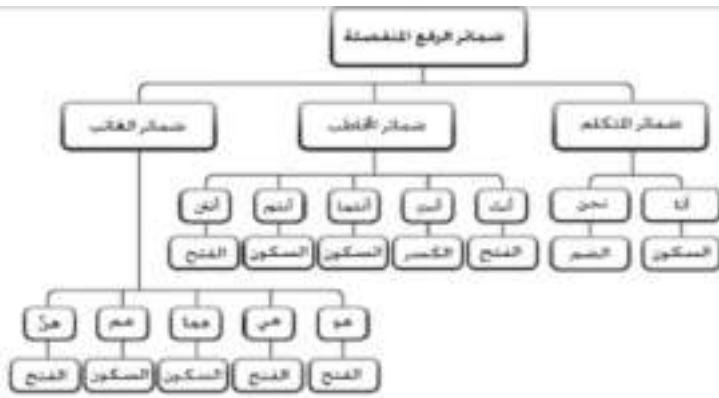 ضمائر الرفع المنفصلة
ضمائر المتكلم
ضمائر المخاطب
ضمائر الغائب
أنا
نحن
أنتَ
أنتِ
أنتما
أنتم
أنتن
السكون
الضم
الفتح
الكسر
السكون
السكون
الفتح
هو
هي
هما
هم
هنّ
الفتح
الفتح
السكون
السكون
الفتح